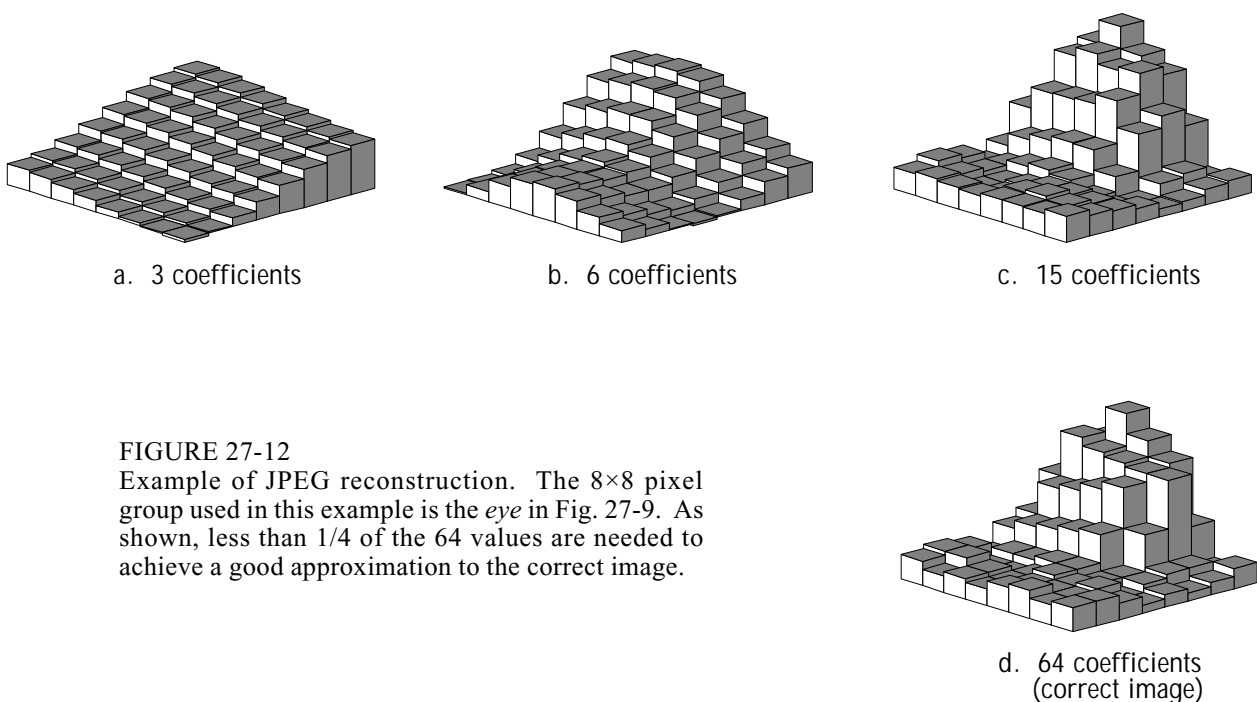 a. 3 coefficients
b. 6 coefficients
c. 15 coefficients
FIGURE 27-12
Example of JPEG reconstruction. The 8×8 pixel
group used in this example is the eye in Fig. 27-9. As
shown, less than 1/4 of the 64 values are needed to
achieve a good approximation to the correct image.
d. 64 coefficients
(correct image)